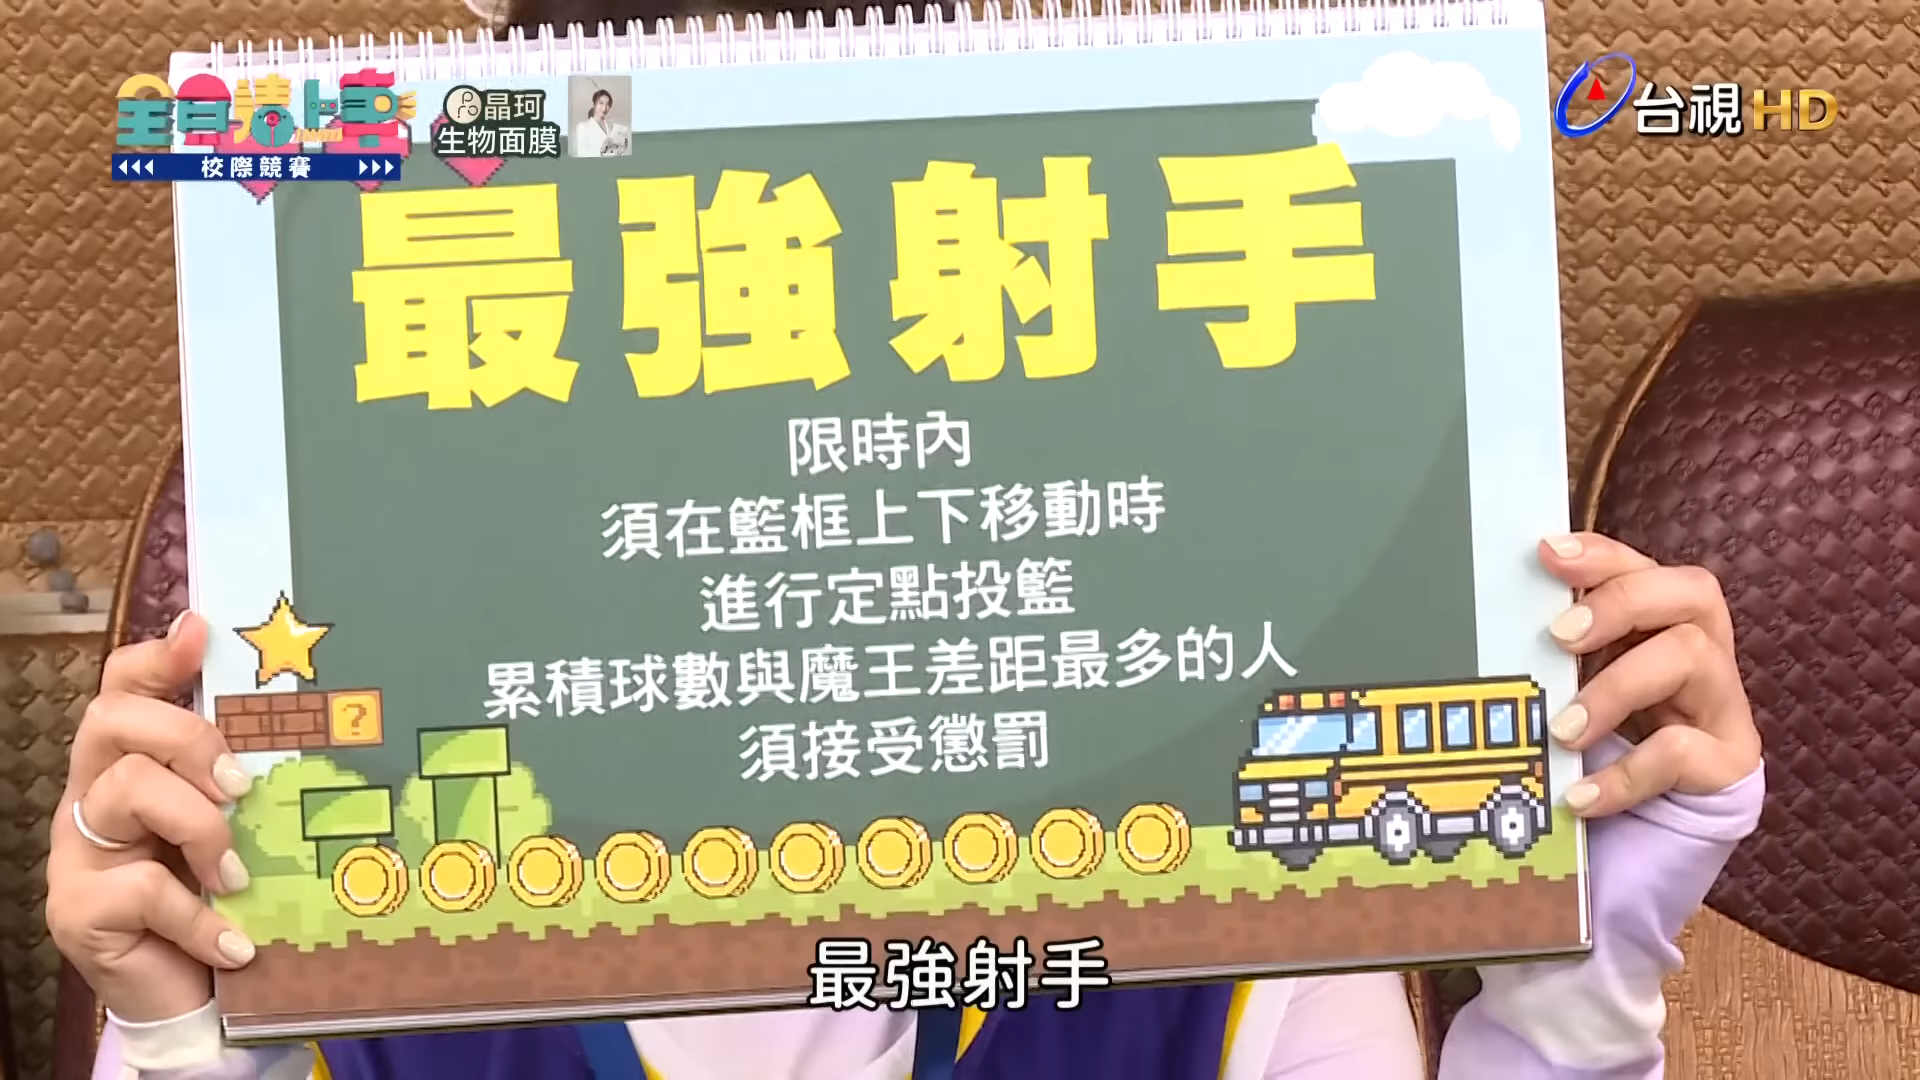 全員請上車
校際競賽
晶珂
生物面膜
台視HD
最強射手
限時內
須在籃框上下移動時
進行定點投籃
累積球數與魔王差距最多的人
須接受懲罰
?
最強射手